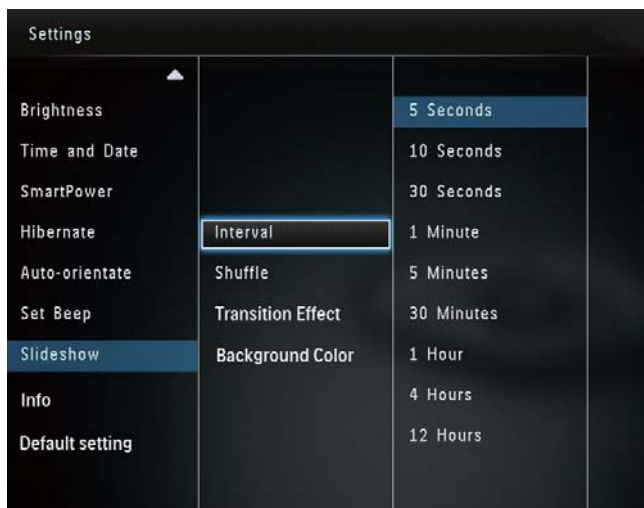 Settings
Brightness
Time and Date
SmartPower
Hibernate
Auto-orientate
Set Beep
Slideshow
Info
Default setting
Interval
Shuffle
Transition Effect
Background Color
5 Seconds
10 Seconds
30 Seconds
1 Minute
5 Minutes
30 Minutes
1 Hour
4 Hours
12 Hours